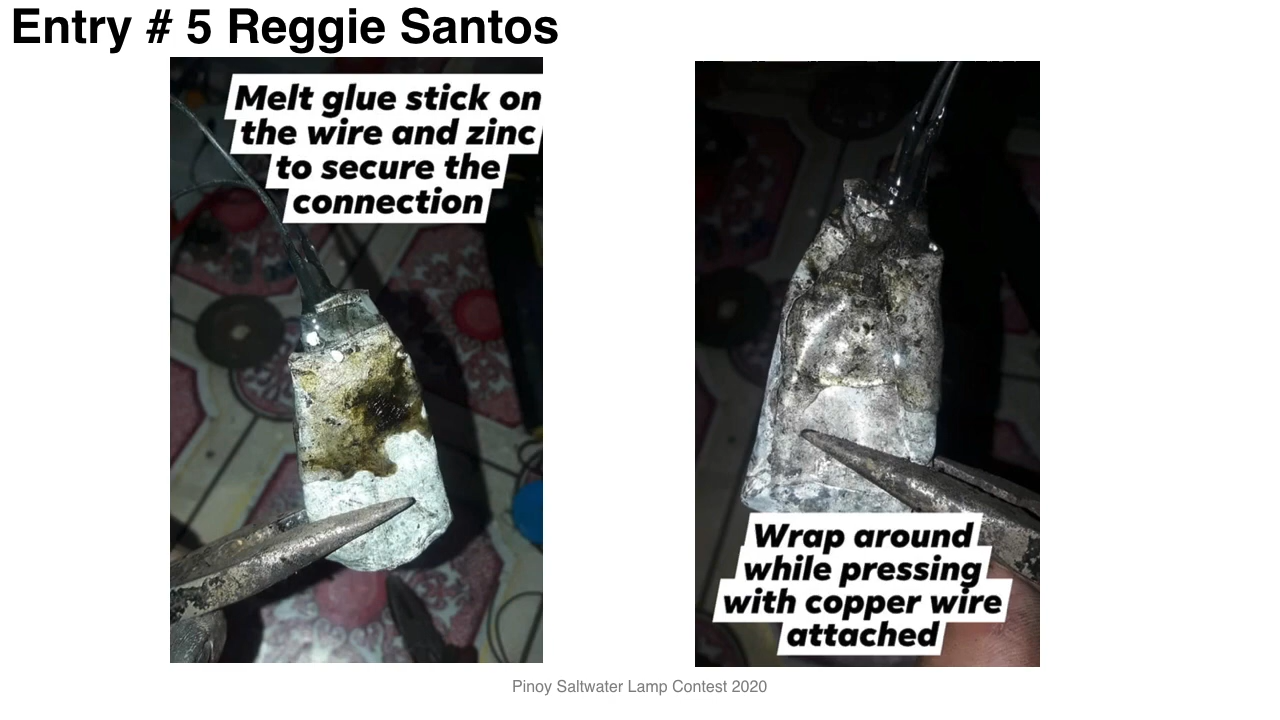 Entry # 5 Reggie Santos
Melt glue stick on
the wire and zinc
to secure the
connection
Wrap around
while pressing
with copper wire
attached
Pinoy Saltwater Lamp Contest 2020